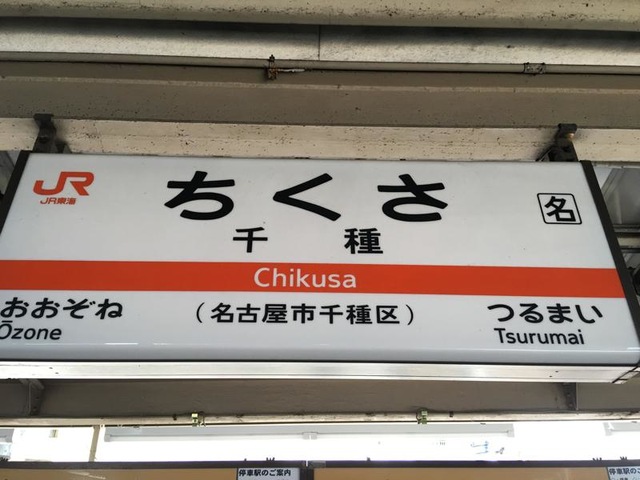 JR
JR東海
ちくさ
名
千種
Chikusa
おおぞね
Ōzone
(名古屋市千種区)
つるまい
Tsurumai
停車駅のご案内